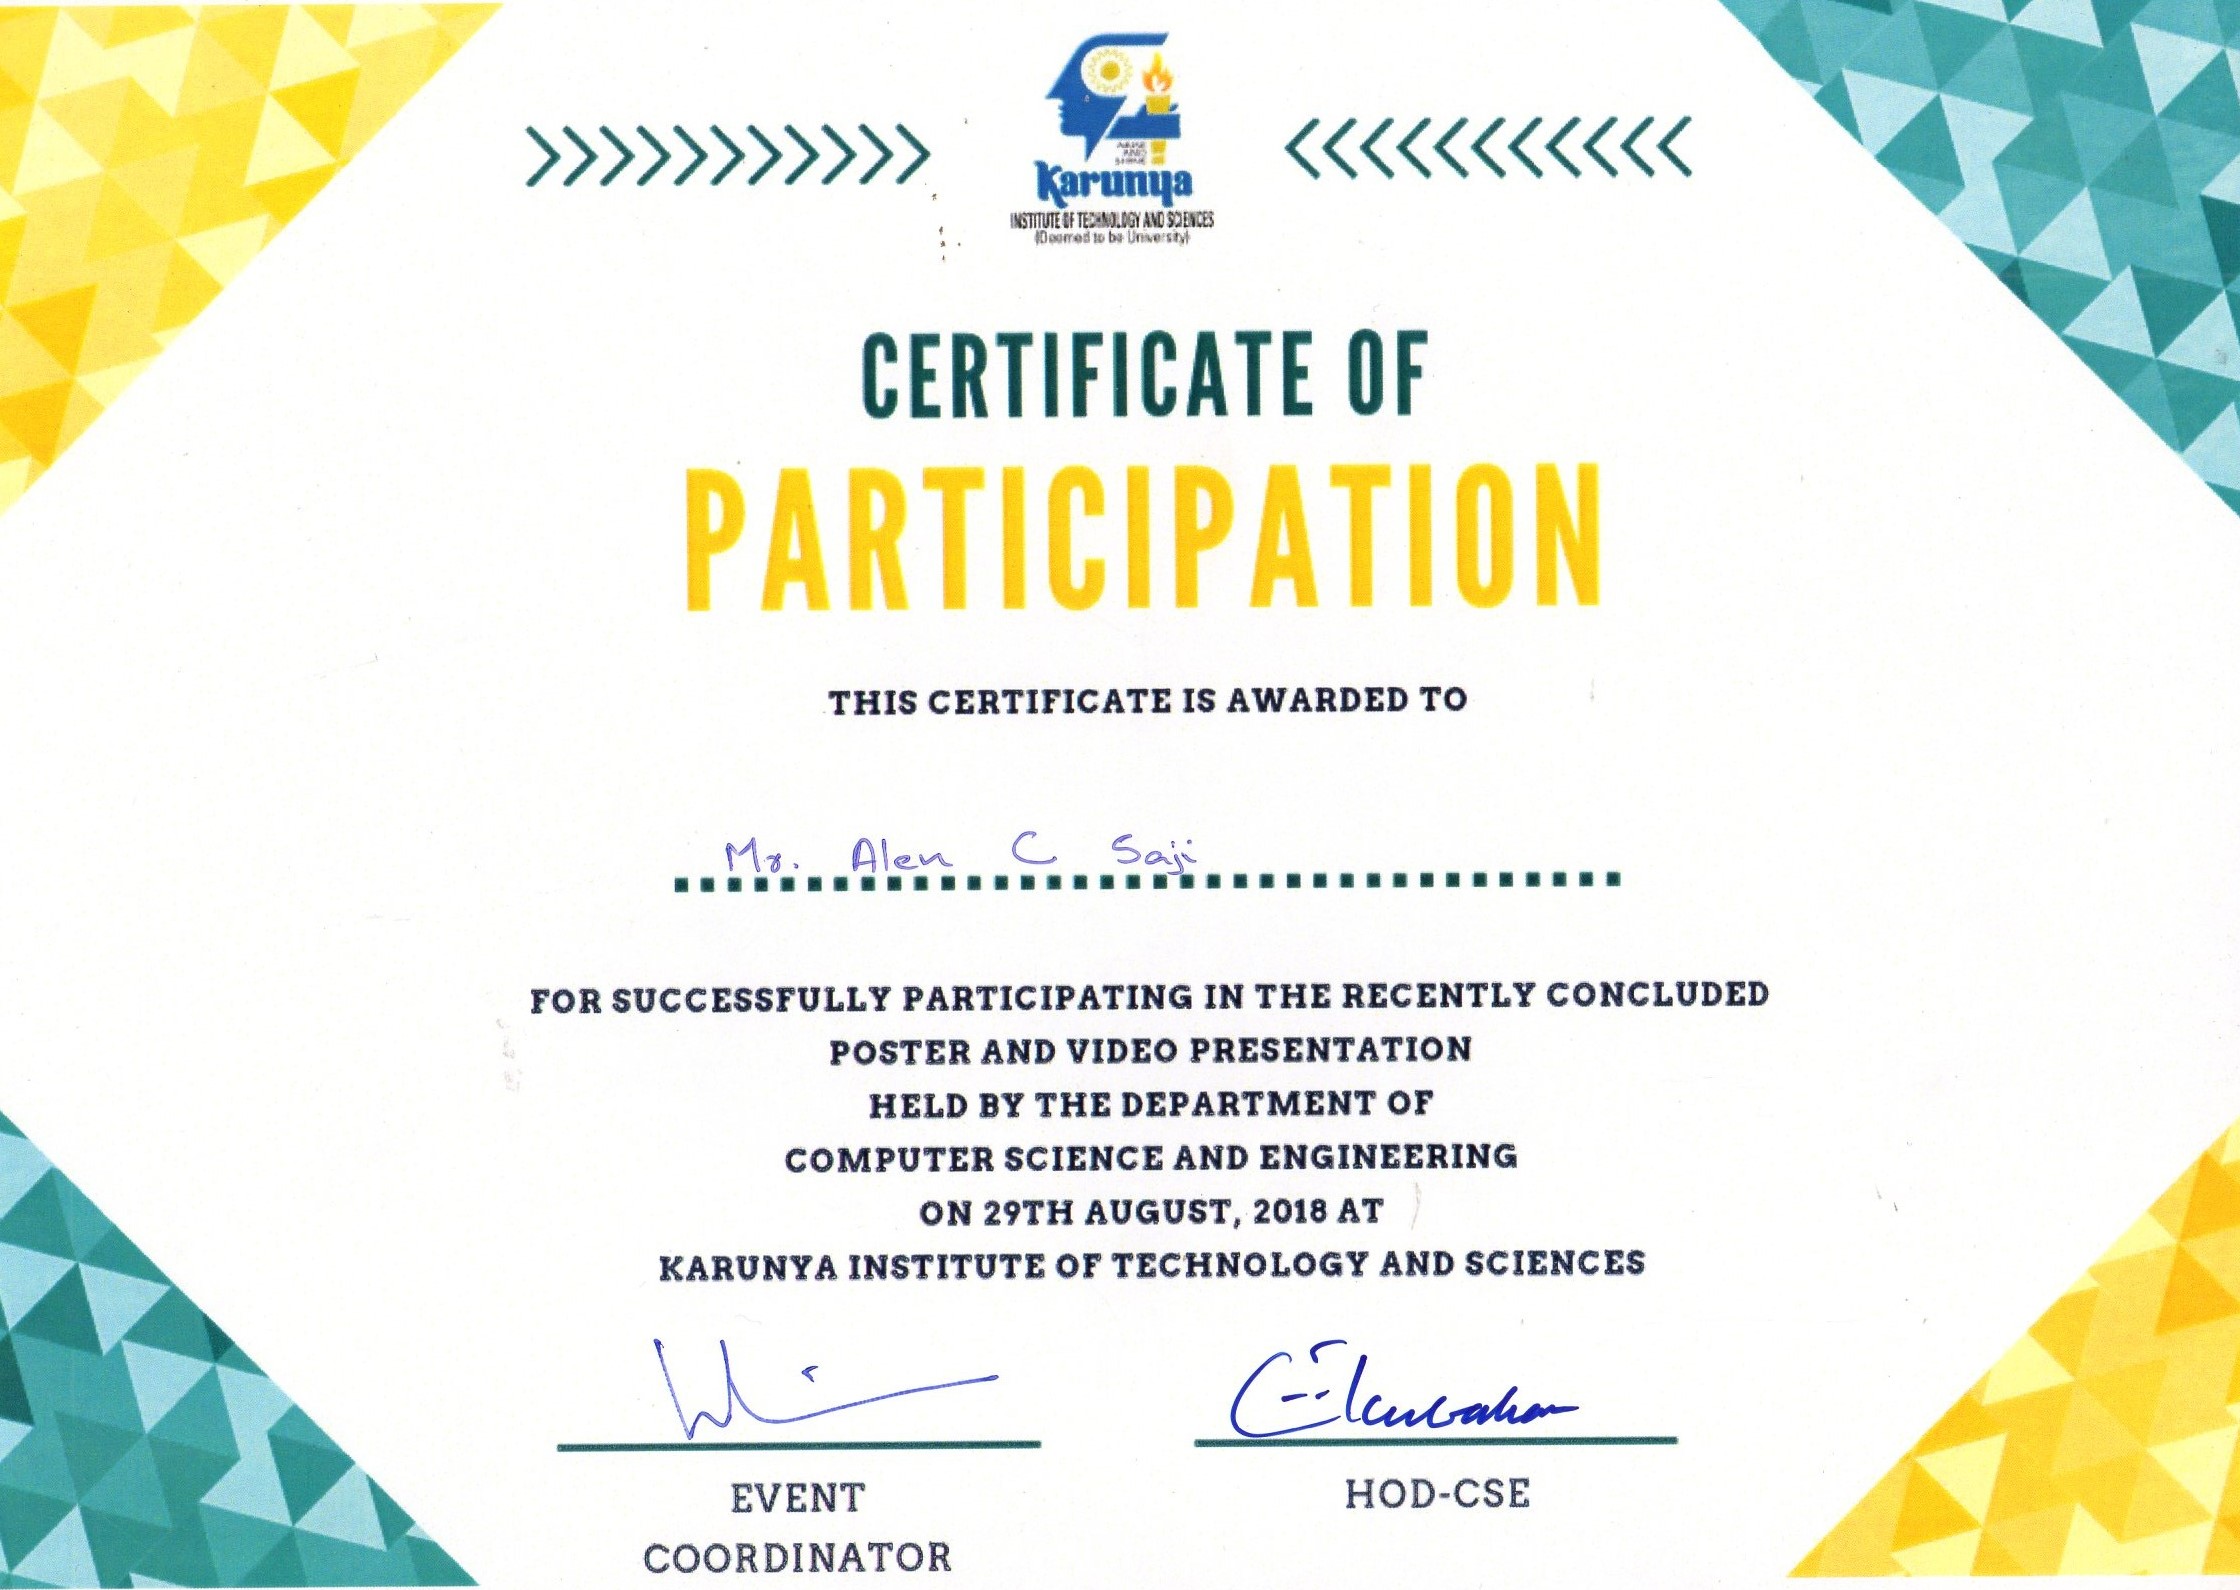 ARISE
AND
SHINE
Karunya
INSTITUTE OF TECHNOLOGY AND SCIENCES
(Deemed to be University)
CERTIFICATE OF
PARTICIPATION
THIS CERTIFICATE IS AWARDED TO
Mr. Alen C Saji
FOR SUCCESSFULLY PARTICIPATING IN THE RECENTLY CONCLUDED
POSTER AND VIDEO PRESENTATION
HELD BY THE DEPARTMENT OF
COMPUTER SCIENCE AND ENGINEERING
ON 29TH AUGUST, 2018 AT
KARUNYA INSTITUTE OF TECHNOLOGY AND SCIENCES
EVENT
COORDINATOR
HOD-CSE